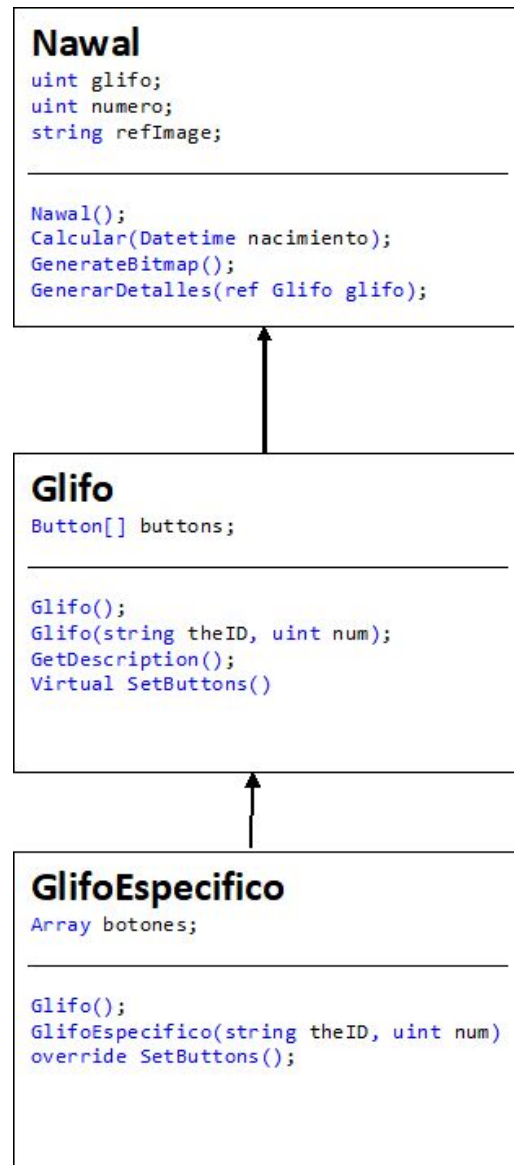 Nawal
uint glifo;
uint numero;
string refImage;
Nawal();
Calcular(Datetime nacimiento);
GenerateBitmap();
GenerarDetalles(ref Glifo glifo);
Glifo
Button[] buttons;
Glifo();
Glifo(string theID, uint num);
GetDescription();
Virtual SetButtons()
GlifoEspecifico
Array botones;
Glifo();
GlifoEspecifico(string theID, uint num)
override SetButtons();